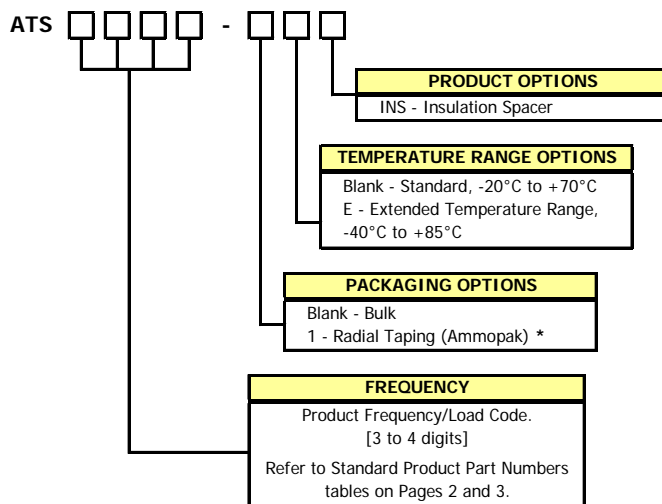 ATS -
PRODUCT OPTIONS
INS - Insulation Spacer
TEMPERATURE RANGE OPTIONS
Blank - Standard, -20°C to +70°C
E - Extended Temperature Range,
-40°C to +85°C
PACKAGING OPTIONS
Blank - Bulk
1 - Radial Taping (Ammopak) *
FREQUENCY
Product Frequency/Load Code.
[3 to 4 digits]
Refer to Standard Product Part Numbers
tables on Pages 2 and 3.